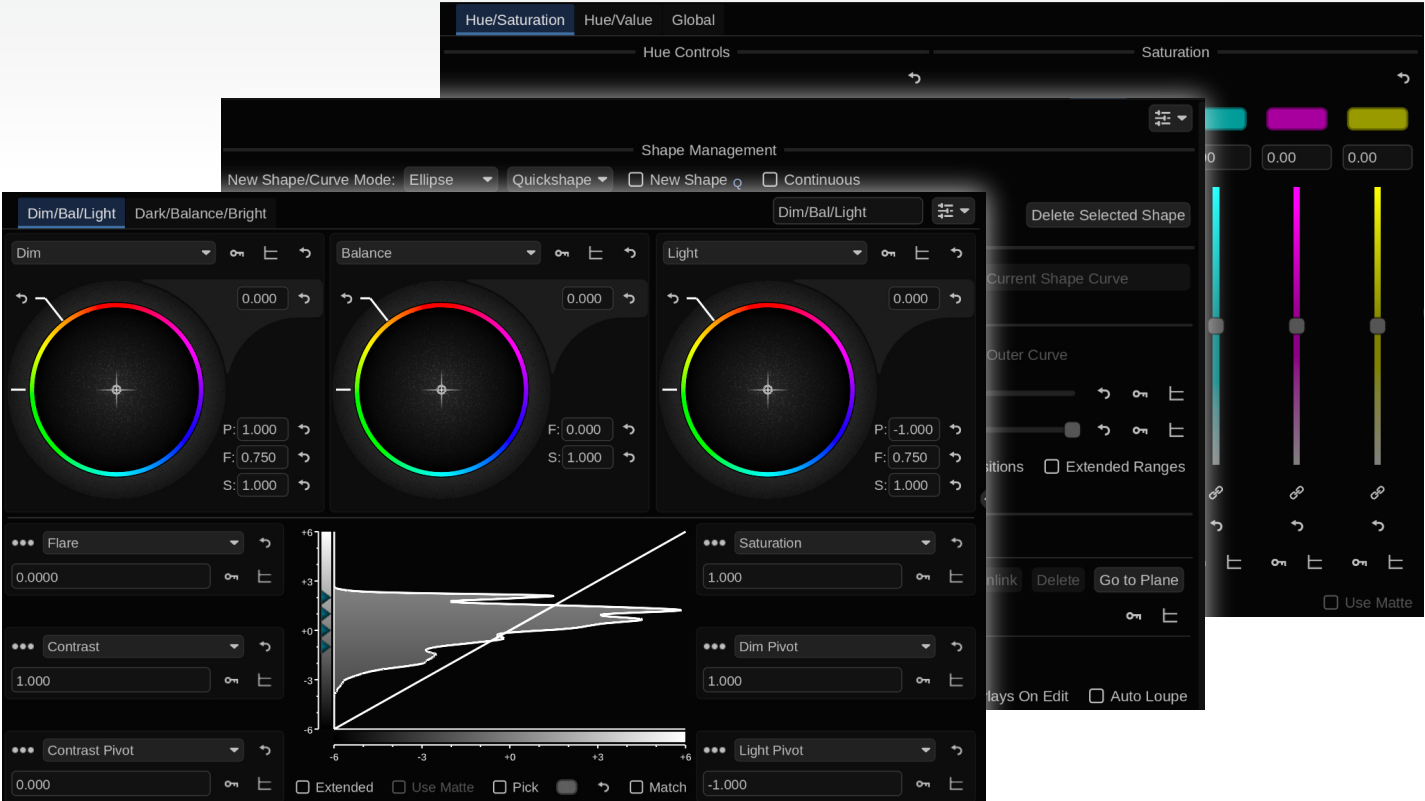 Hue/Saturation Hue/Value Global
Hue Controls Saturation
0.00 0.00
Use Matte
Shape Management
New Shape/Curve Mode: Ellipse Quickshape New Shape Q Continuous
Delete Selected Shape
Current Shape Curve
Outer Curve
Extended Ranges
Delete Go to Plane
On Edit Auto Loupe
Dim/Bal/Light Dark/Balance/Bright Dim/Bal/Light
Dim Balance Light
0.000 0.000 0.000
P: 1.000 F: 0.000 P: -1.000
F: 0.750 S: 1.000 F: 0.750
S: 1.000 S: 1.000
Flare +6 Saturation
0.0000 +3 1.000
Contrast +0 Dim Pivot
1.000 -3 1.000
-6
Contrast Pivot -6 -3 +0 +3 +6 Light Pivot
0.000 Extended Use Matte Pick Match -1.000